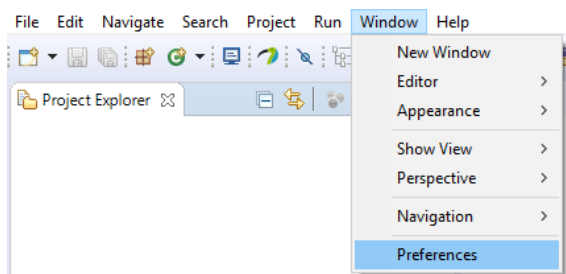 File Edit Navigate Search Project Run Window Help
New Window
Editor
Project Explorer
Appearance
Show View
Perspective
Navigation
Preferences